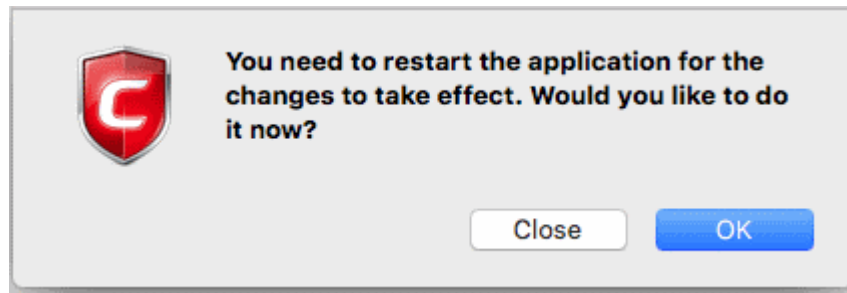 You need to restart the application for the
changes to take effect. Would you like to do
it now?
Close
OK